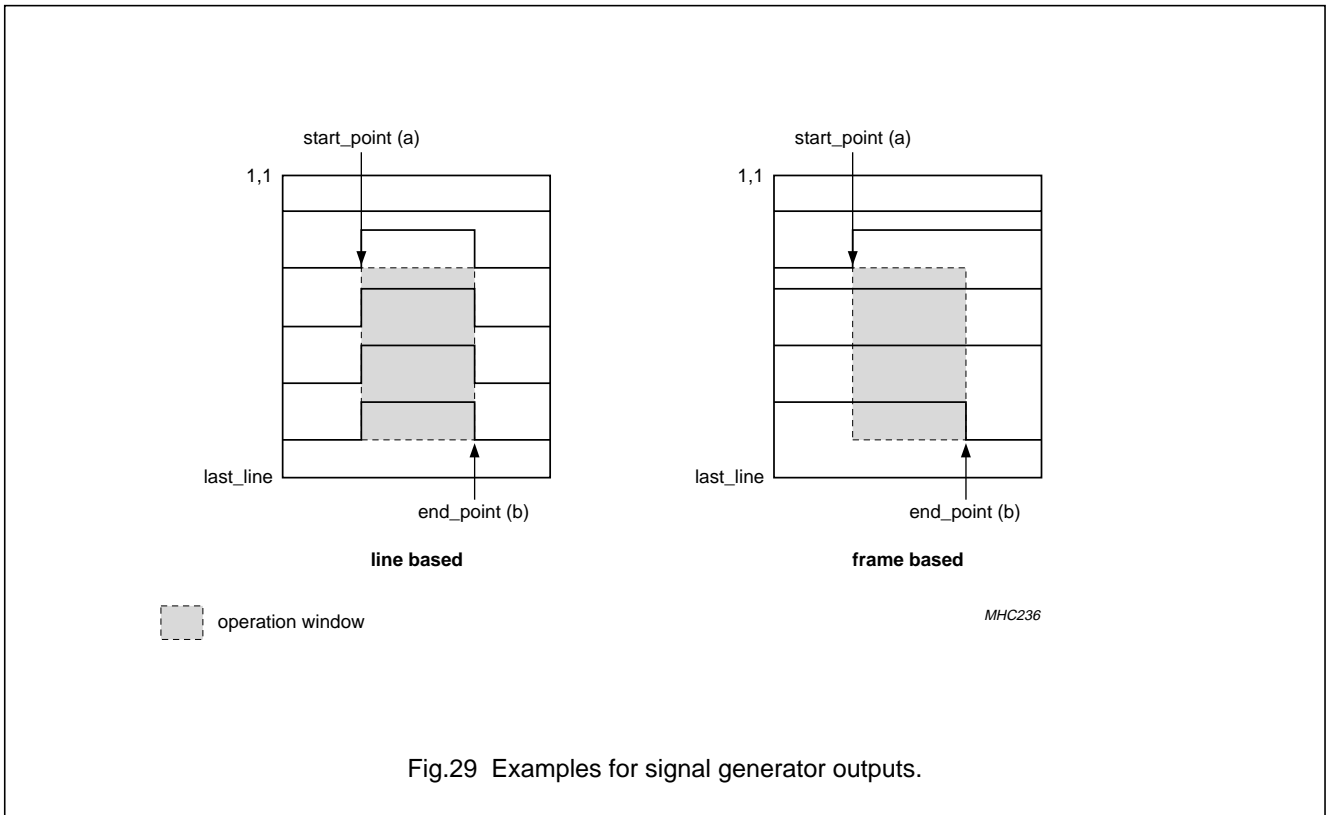 start_point (a)
1,1
last_line
end_point (b)
line based
start_point (a)
1,1
last_line
end_point (b)
frame based
operation window
MHC236
Fig.29 Examples for signal generator outputs.